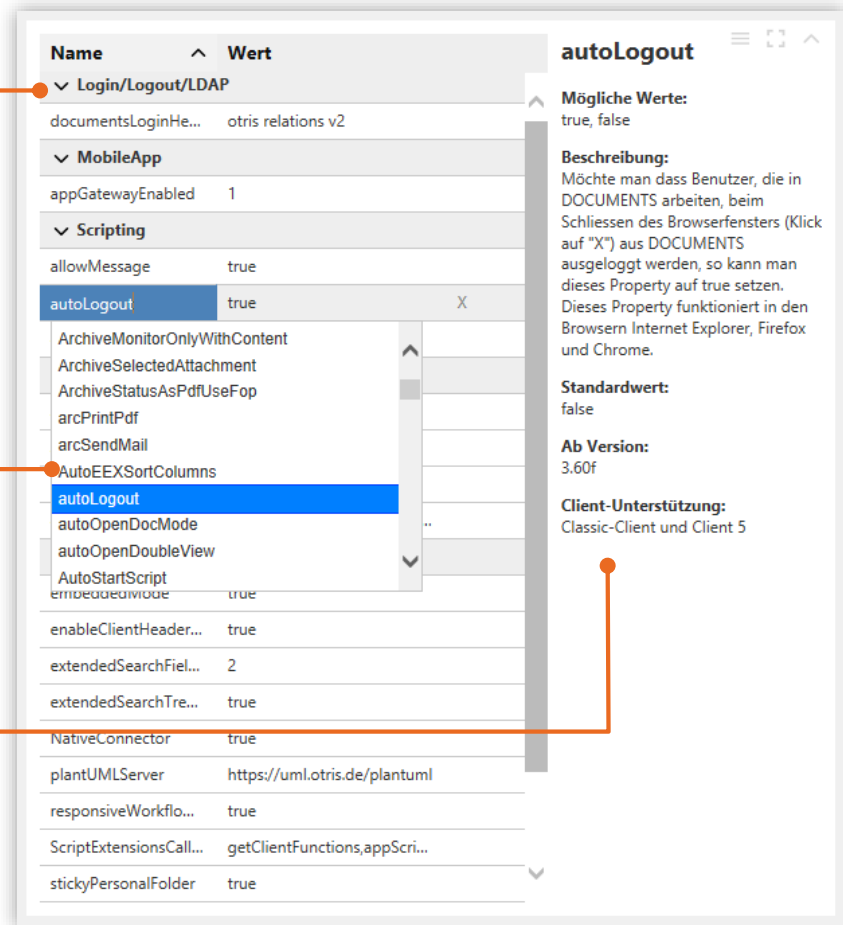 Name Wert
Login/Logout/LDAP
documentsLoginHe... otris relations v2
MobileApp
appGatewayEnabled 1
Scripting
allowMessage true
autoLogout true X
ArchiveMonitorOnlyWithContent
ArchiveSelectedAttachment
ArchiveStatusAsPdfUseFop
arcPrintPdf
arcSendMail
AutoEEXSortColumns
autoLogout
autoOpenDocMode
autoOpenDoubleView
AutoStartScript
embeddedMode true
enableClientHeader... true
extendedSearchFiel... 2
extendedSearchTre... true
NativeConnector true
plantUMLServer https://uml.otris.de/plantuml
responsiveWorkflo... true
ScriptExtensionsCall... getClientFunctions,appScri...
stickyPersonalFolder true
autoLogout
Mögliche Werte:
true, false
Beschreibung:
Möchte man dass Benutzer, die in
DOCUMENTS arbeiten, beim
Schliessen des Browserfensters (Klick
auf "X") aus DOCUMENTS
ausgeloggt werden, so kann man
dieses Property auf true setzen.
Dieses Property funktioniert in den
Browsern Internet Explorer, Firefox
und Chrome.
Standardwert:
false
Ab Version:
3.60f
Client-Unterstützung:
Classic-Client und Client 5